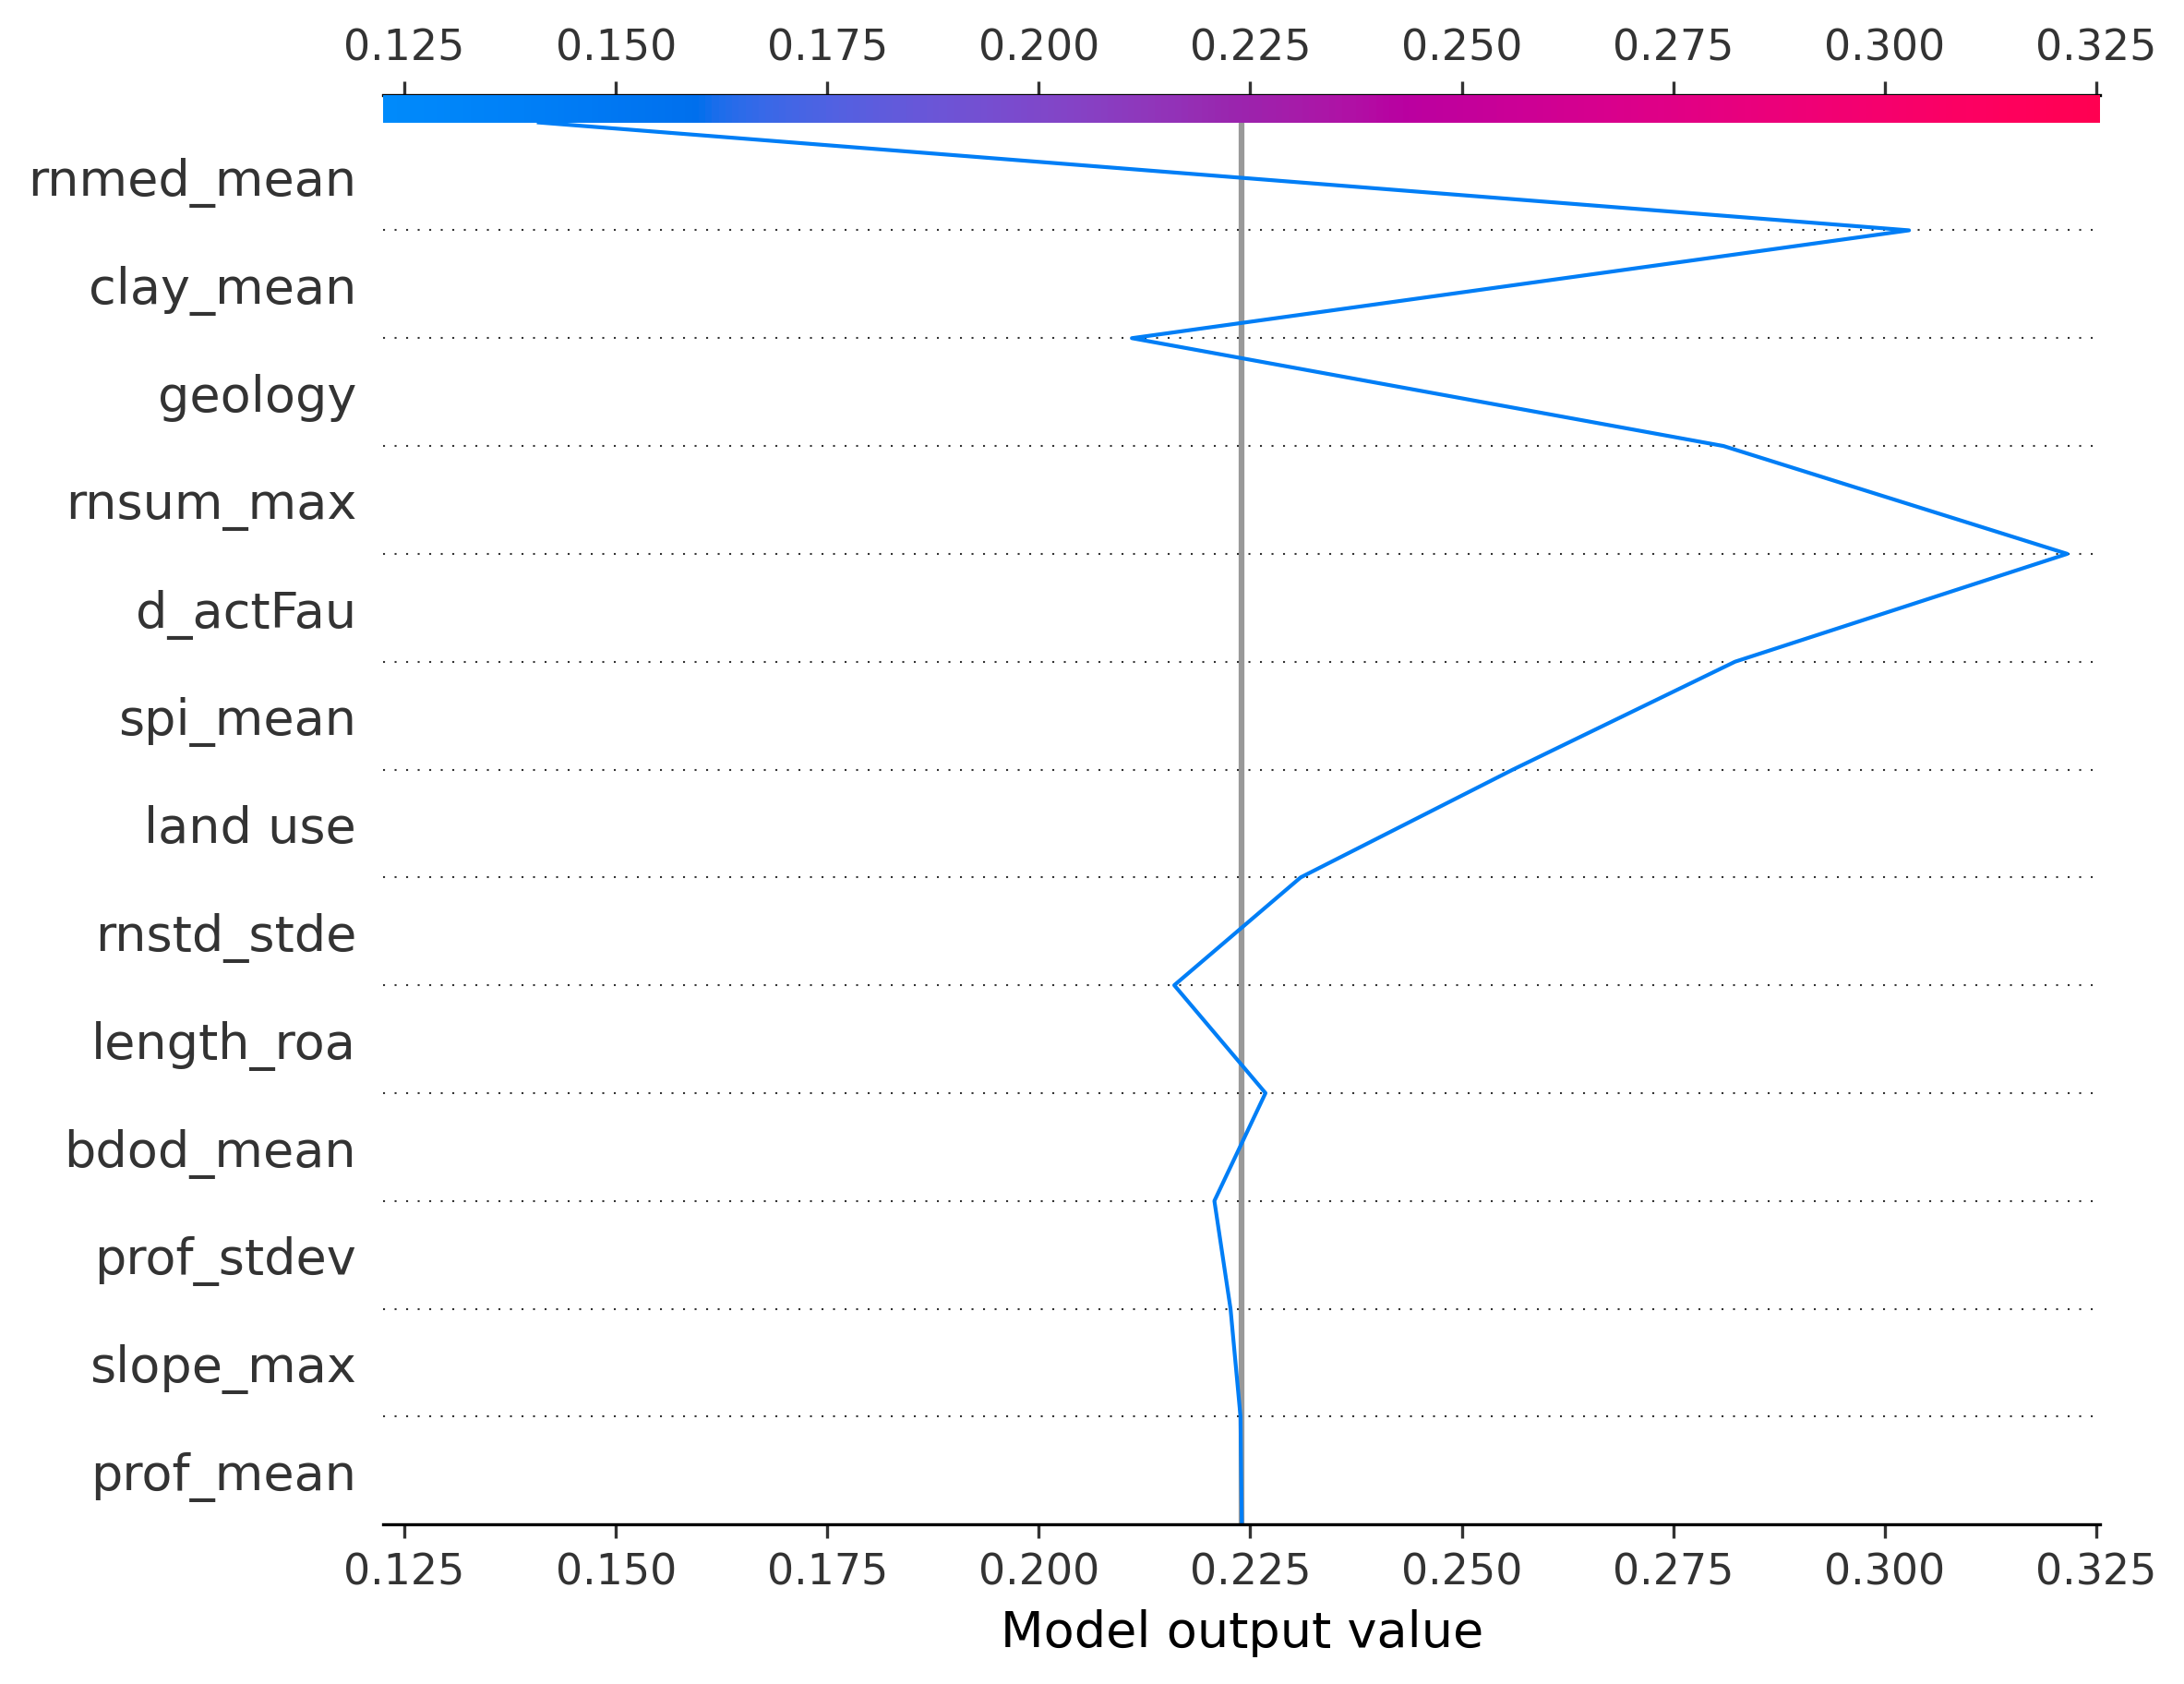 0.125 0.150 0.175 0.200 0.225 0.250 0.275 0.300 0.325
rnmed_mean
clay_mean
geology
rnsum_max
d_actFau
spi_mean
land use
rnstd_stde
length_roa
bdod_mean
prof_stdev
slope_max
prof_mean
0.125 0.150 0.175 0.200 0.225 0.250 0.275 0.300 0.325
Model output value